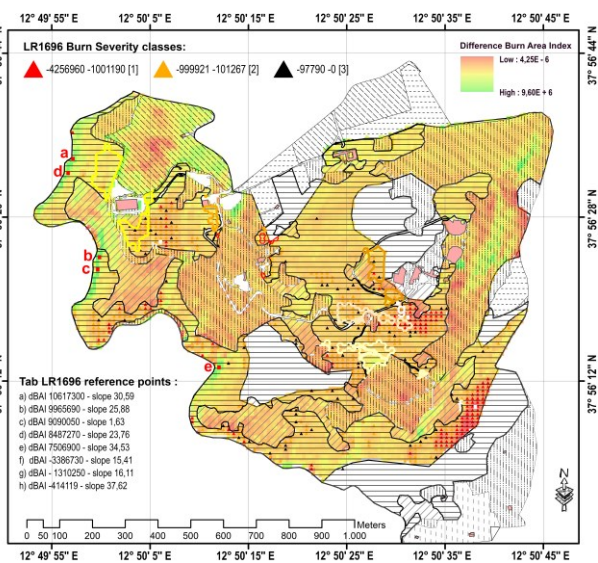 12° 49'55" E 12° 50'5" E 12° 50'15" E 12° 50'25" E 12° 50'35" E 12° 50'45" E
LR1696 Burn Severity classes:
-4256960 -1001190 [1] -999921 -101267 [2] -97790 -0 [3]
Difference Burn Area Index
Low : 4,25E - 6
High : 9,60E + 6
37° 56'44" N
a
d
37° 56'28" N
b
c
e
37° 56'12" N
Tab LR1696 reference points :
a) dBAI 10617300 - slope 30,59
b) dBAI 9965690 - slope 25,88
c) dBAI 9090050 - slope 1,63
d) dBAI 8487270 - slope 23,76
e) dBAI 7506900 - slope 34,53
f) dBAI -3386730 - slope 15,41
g) dBAI - 1310250 - slope 16,11
h) dBAI -414119 - slope 37,62
N
Meters
0 50 100 200 300 400 500 600 700 800 900 1.000
12° 49'55" E 12° 50'5" E 12° 50'15" E 12° 50'25" E 12° 50'35" E 12° 50'45" E